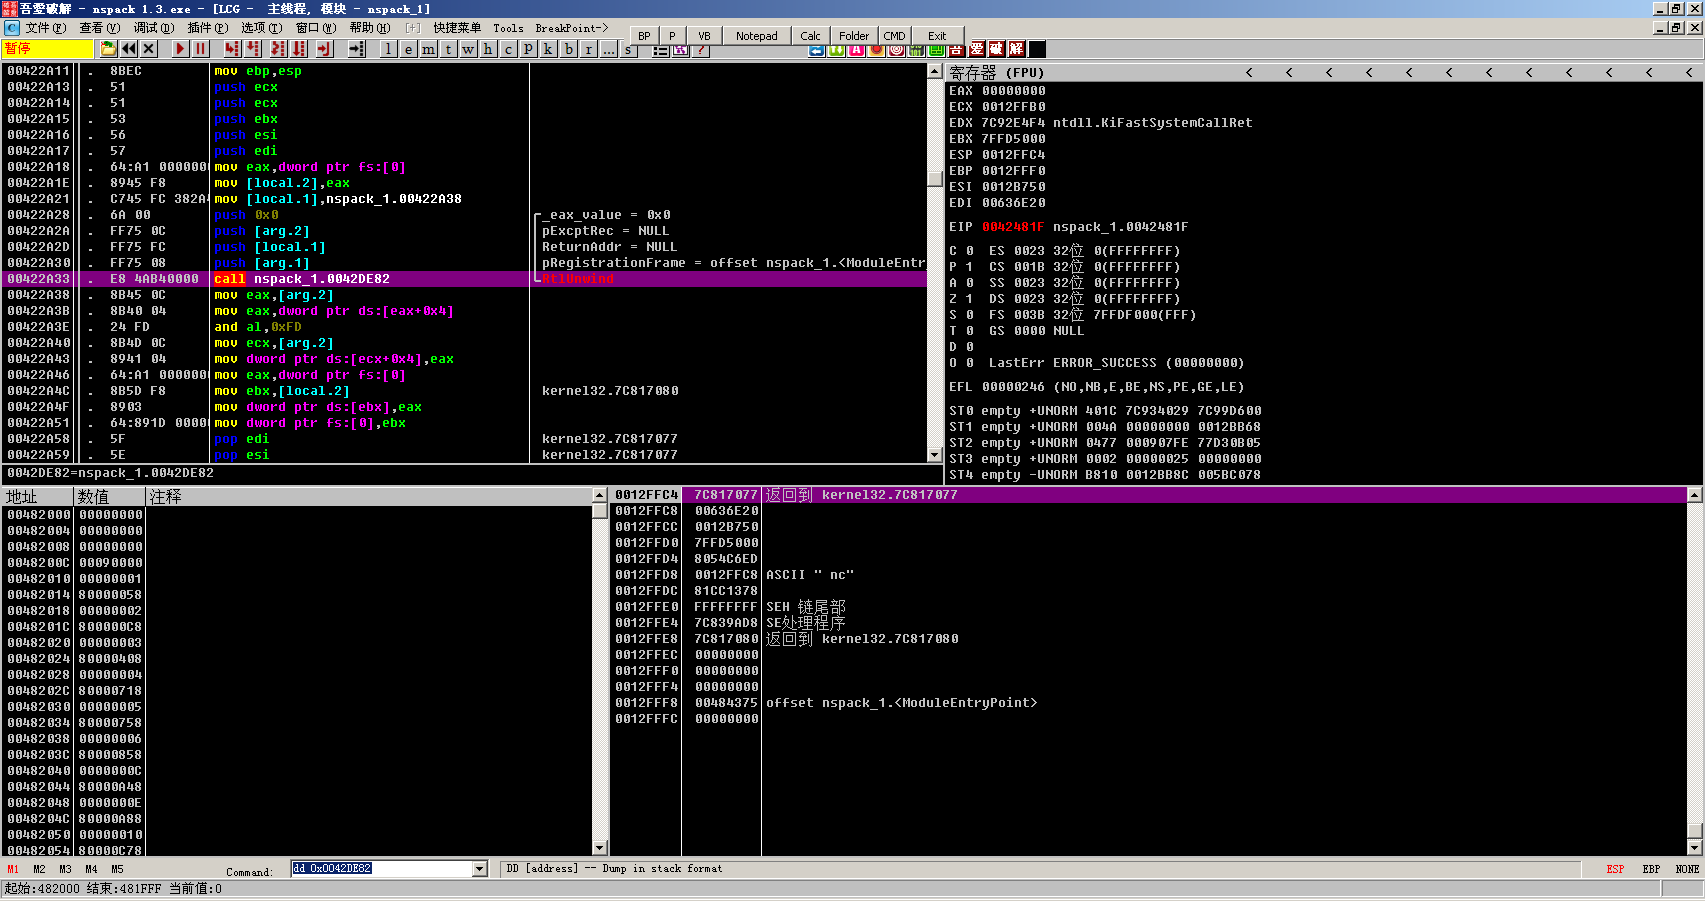 吾爱破解 - nspack 1.3.exe - [LCG -  主线程, 模块 - nspack_1]
文件(F) 查看(V) 调试(D) 插件(P) 选项(T) 窗口(W) 帮助(H) [+] 快捷菜单 Tools BreakPoint->
BP P VB Notepad Calc Folder CMD Exit
暂停 l e m t w h c p k b r ... s ? 吾 爱 破 解
00422A11 . 8BEC mov ebp,esp
00422A13 . 51 push ecx
00422A14 . 51 push ecx
00422A15 . 53 push ebx
00422A16 . 56 push esi
00422A17 . 57 push edi
00422A18 . 64:A1 0000000 mov eax,dword ptr fs:[0]
00422A1E . 8945 F8 mov [local.2],eax
00422A21 . C745 FC 382A mov [local.1],nspack_1.00422A38
00422A28 . 6A 00 push 0x0 _eax_value = 0x0
00422A2A . FF75 0C push [arg.2] pExcptRec = NULL
00422A2D . FF75 FC push [local.1] ReturnAddr = NULL
00422A30 . FF75 08 push [arg.1] pRegistrationFrame = offset nspack_1.<ModuleEntry
00422A33 . E8 4AB40000 call nspack_1.0042DE82 RtlUnwind
00422A38 . 8B45 0C mov eax,[arg.2]
00422A3B . 8B40 04 mov eax,dword ptr ds:[eax+0x4]
00422A3E . 24 FD and al,0xFD
00422A40 . 8B4D 0C mov ecx,[arg.2]
00422A43 . 8941 04 mov dword ptr ds:[ecx+0x4],eax
00422A46 . 64:A1 0000000 mov eax,dword ptr fs:[0]
00422A4C . 8B5D F8 mov ebx,[local.2] kernel32.7C817080
00422A4F . 8903 mov dword ptr ds:[ebx],eax
00422A51 . 64:891D 0000 mov dword ptr fs:[0],ebx
00422A58 . 5F pop edi kernel32.7C817077
00422A59 . 5E pop esi kernel32.7C817077
0042DE82=nspack_1.0042DE82
寄存器 (FPU) < < < < < < < < < < < <
EAX 00000000
ECX 0012FFB0
EDX 7C92E4F4 ntdll.KiFastSystemCallRet
EBX 7FFD5000
ESP 0012FFC4
EBP 0012FFF0
ESI 0012B750
EDI 00636E20
EIP 0042481F nspack_1.0042481F
C 0 ES 0023 32位 0(FFFFFFFF)
P 1 CS 001B 32位 0(FFFFFFFF)
A 0 SS 0023 32位 0(FFFFFFFF)
Z 1 DS 0023 32位 0(FFFFFFFF)
S 0 FS 003B 32位 7FFDF000(FFF)
T 0 GS 0000 NULL
D 0
O 0 LastErr ERROR_SUCCESS (00000000)
EFL 00000246 (NO,NB,E,BE,NS,PE,GE,LE)
ST0 empty +UNORM 401C 7C934029 7C99D600
ST1 empty +UNORM 004A 00000000 0012BB68
ST2 empty +UNORM 0477 000907FE 77D30B05
ST3 empty +UNORM 0002 00000025 00000000
ST4 empty -UNORM B810 0012BB8C 005BC078
地址 数值 注释
00482000 00000000
00482004 00000000
00482008 00000000
0048200C 00090000
00482010 00000001
00482014 80000058
00482018 00000002
0048201C 800000C8
00482020 00000003
00482024 80000408
00482028 00000004
0048202C 80000718
00482030 00000005
00482034 80000758
00482038 00000006
0048203C 80000858
00482040 0000000C
00482044 80000A48
00482048 0000000E
0048204C 80000A88
00482050 00000010
00482054 80000C78
0012FFC4 7C817077 返回到 kernel32.7C817077
0012FFC8 00636E20
0012FFCC 0012B750
0012FFD0 7FFD5000
0012FFD4 8054C6ED
0012FFD8 0012FFC8 ASCII " nc"
0012FFDC 81CC1378
0012FFE0 FFFFFFFF SEH 链尾部
0012FFE4 7C839AD8 SE处理程序
0012FFE8 7C817080 返回到 kernel32.7C817080
0012FFEC 00000000
0012FFF0 00000000
0012FFF4 00000000
0012FFF8 00484375 offset nspack_1.<ModuleEntryPoint>
0012FFFC 00000000
M1 M2 M3 M4 M5 Command: dd 0x0042DE82 DD [address] -- Dump in stack format ESP EBP NONE
起始:482000 结束:481FFF 当前值:0